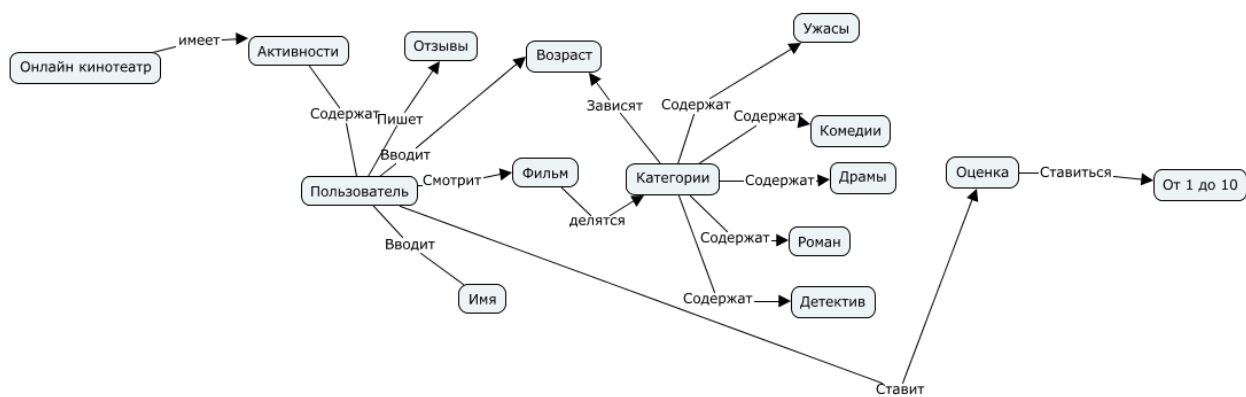 Онлайн кинотеатр
имеет
Активности
Содержат
Пользователь
Пишет
Отзывы
Вводит
Возраст
Смотрит
Фильм
Вводит
Имя
делятся
Категории
Зависят
Содержат
Ужасы
Содержат
Комедии
Содержат
Драмы
Содержат
Роман
Содержат
Детектив
Ставит
Оценка
Ставиться
От 1 до 10